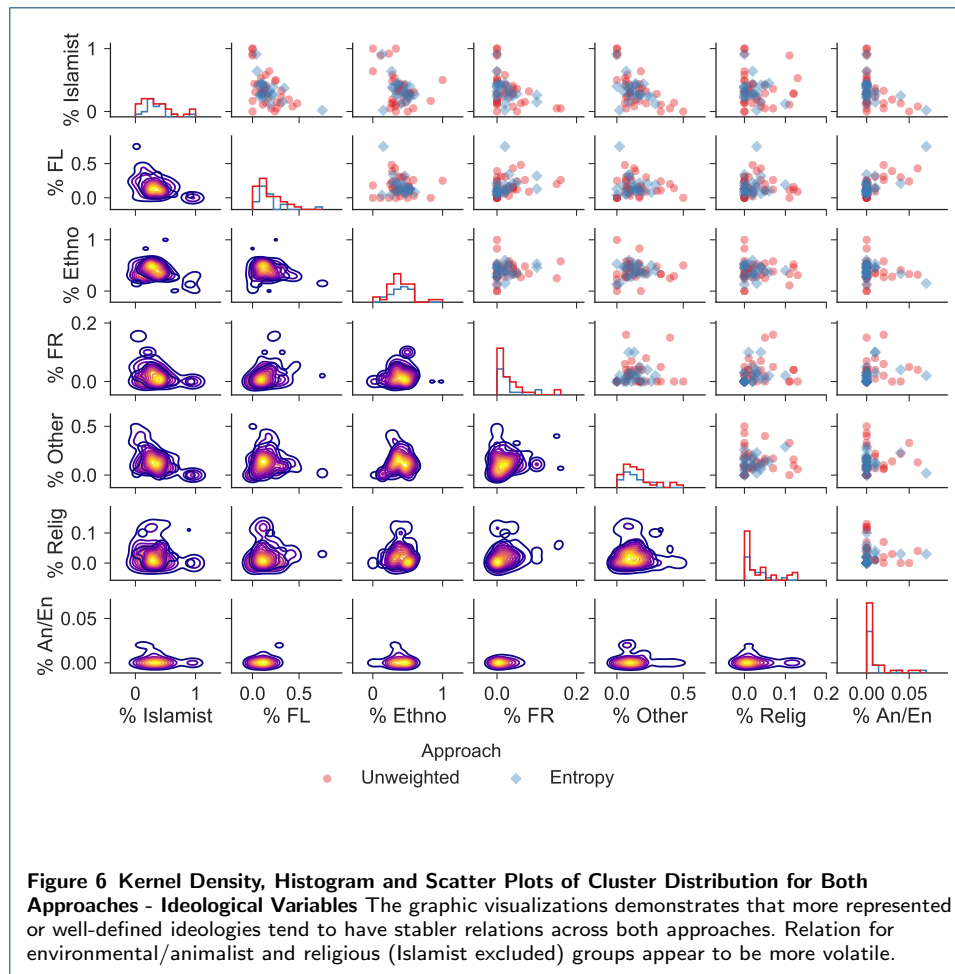 % Islamist
1
0
% FL
0.5
0.0
% Ethno
1
0
% FR
0.2
0.0
% Other
0.5
0.0
% Relig
0.1
0.0
% An/En
0.05
0.00
0 1 0.0 0.5 0 1 0.0 0.2 0.0 0.5 0.0 0.1 0.2 0.00 0.05
% Islamist % FL % Ethno % FR % Other % Relig % An/En
Approach
Unweighted Entropy
Figure 6 Kernel Density, Histogram and Scatter Plots of Cluster Distribution for Both
Approaches - Ideological Variables The graphic visualizations demonstrates that more represented
or well-defined ideologies tend to have stabler relations across both approaches. Relation for
environmental/animalist and religious (Islamist excluded) groups appear to be more volatile.